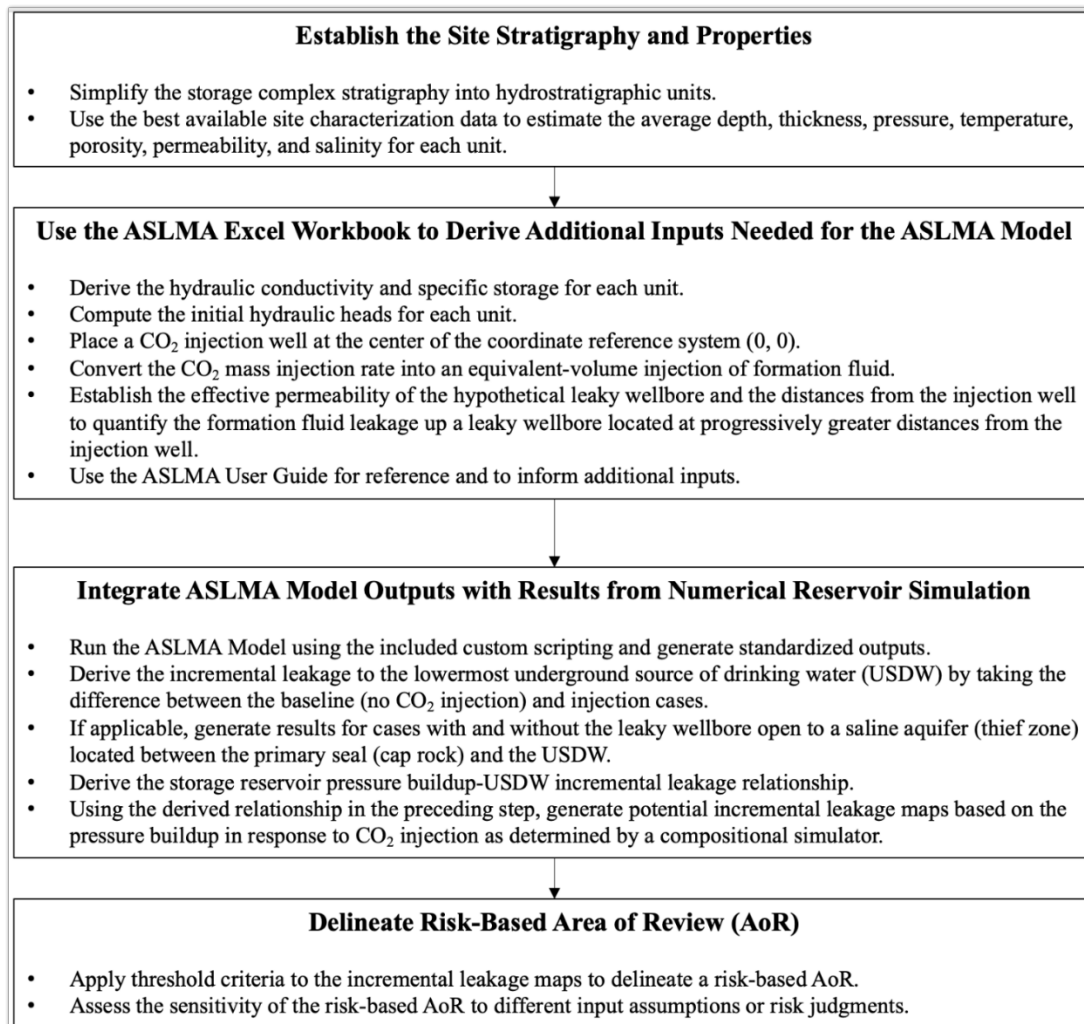 Establish the Site Stratigraphy and Properties
• Simplify the storage complex stratigraphy into hydrostratigraphic units.
• Use the best available site characterization data to estimate the average depth, thickness, pressure, temperature,
porosity, permeability, and salinity for each unit.
Use the ASLMA Excel Workbook to Derive Additional Inputs Needed for the ASLMA Model
• Derive the hydraulic conductivity and specific storage for each unit.
• Compute the initial hydraulic heads for each unit.
• Place a CO₂ injection well at the center of the coordinate reference system (0, 0).
• Convert the CO₂ mass injection rate into an equivalent-volume injection of formation fluid.
• Establish the effective permeability of the hypothetical leaky wellbore and the distances from the injection well
to quantify the formation fluid leakage up a leaky wellbore located at progressively greater distances from the
injection well.
• Use the ASLMA User Guide for reference and to inform additional inputs.
Integrate ASLMA Model Outputs with Results from Numerical Reservoir Simulation
• Run the ASLMA Model using the included custom scripting and generate standardized outputs.
• Derive the incremental leakage to the lowermost underground source of drinking water (USDW) by taking the
difference between the baseline (no CO₂ injection) and injection cases.
• If applicable, generate results for cases with and without the leaky wellbore open to a saline aquifer (thief zone)
located between the primary seal (cap rock) and the USDW.
• Derive the storage reservoir pressure buildup-USDW incremental leakage relationship.
• Using the derived relationship in the preceding step, generate potential incremental leakage maps based on the
pressure buildup in response to CO₂ injection as determined by a compositional simulator.
Delineate Risk-Based Area of Review (AoR)
• Apply threshold criteria to the incremental leakage maps to delineate a risk-based AoR.
• Assess the sensitivity of the risk-based AoR to different input assumptions or risk judgments.